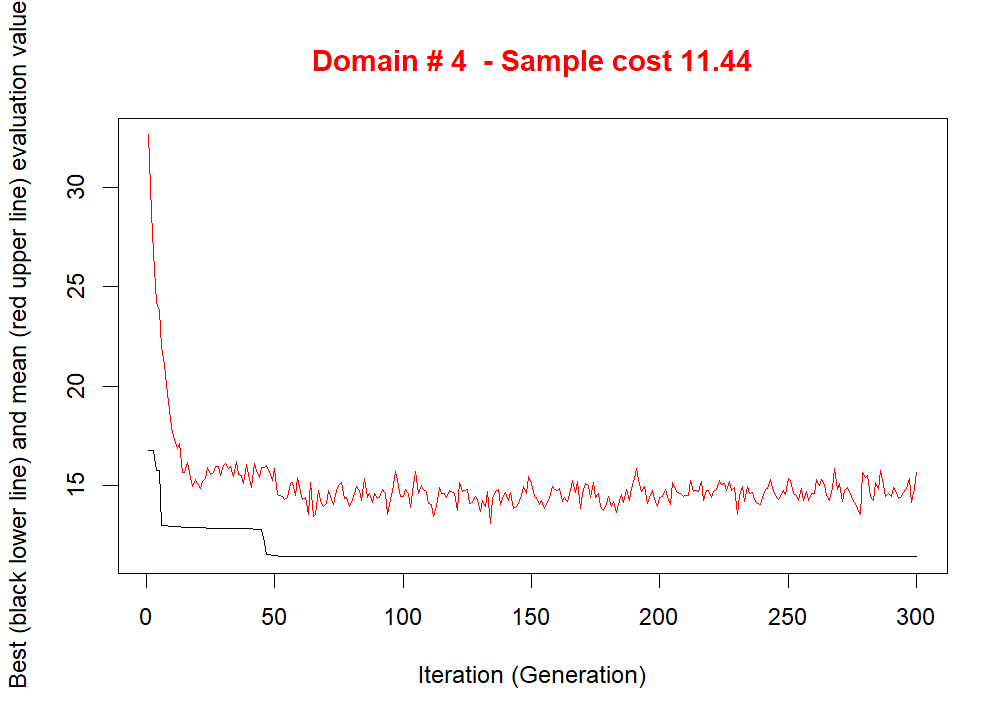 Domain # 4  - Sample cost 11.44
Best (black lower line) and mean (red upper line) evaluation value
30
25
20
15
0 50 100 150 200 250 300
Iteration (Generation)